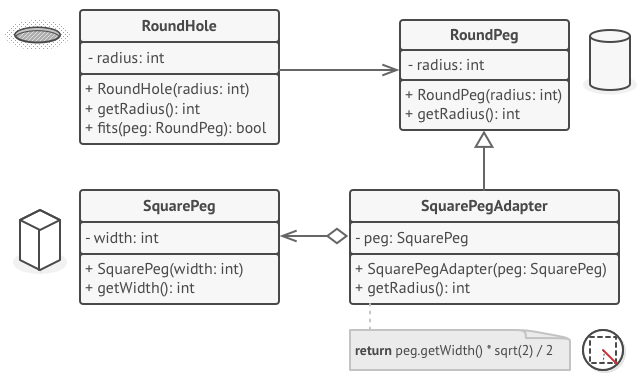 RoundHole
- radius: int
+ RoundHole(radius: int)
+ getRadius(): int
+ fits(peg: RoundPeg): bool
RoundPeg
- radius: int
+ RoundPeg(radius: int)
+ getRadius(): int
SquarePeg
- width: int
+ SquarePeg(width: int)
+ getWidth(): int
SquarePegAdapter
- peg: SquarePeg
+ SquarePegAdapter(peg: SquarePeg)
+ getRadius(): int
return peg.getWidth() * sqrt(2) / 2